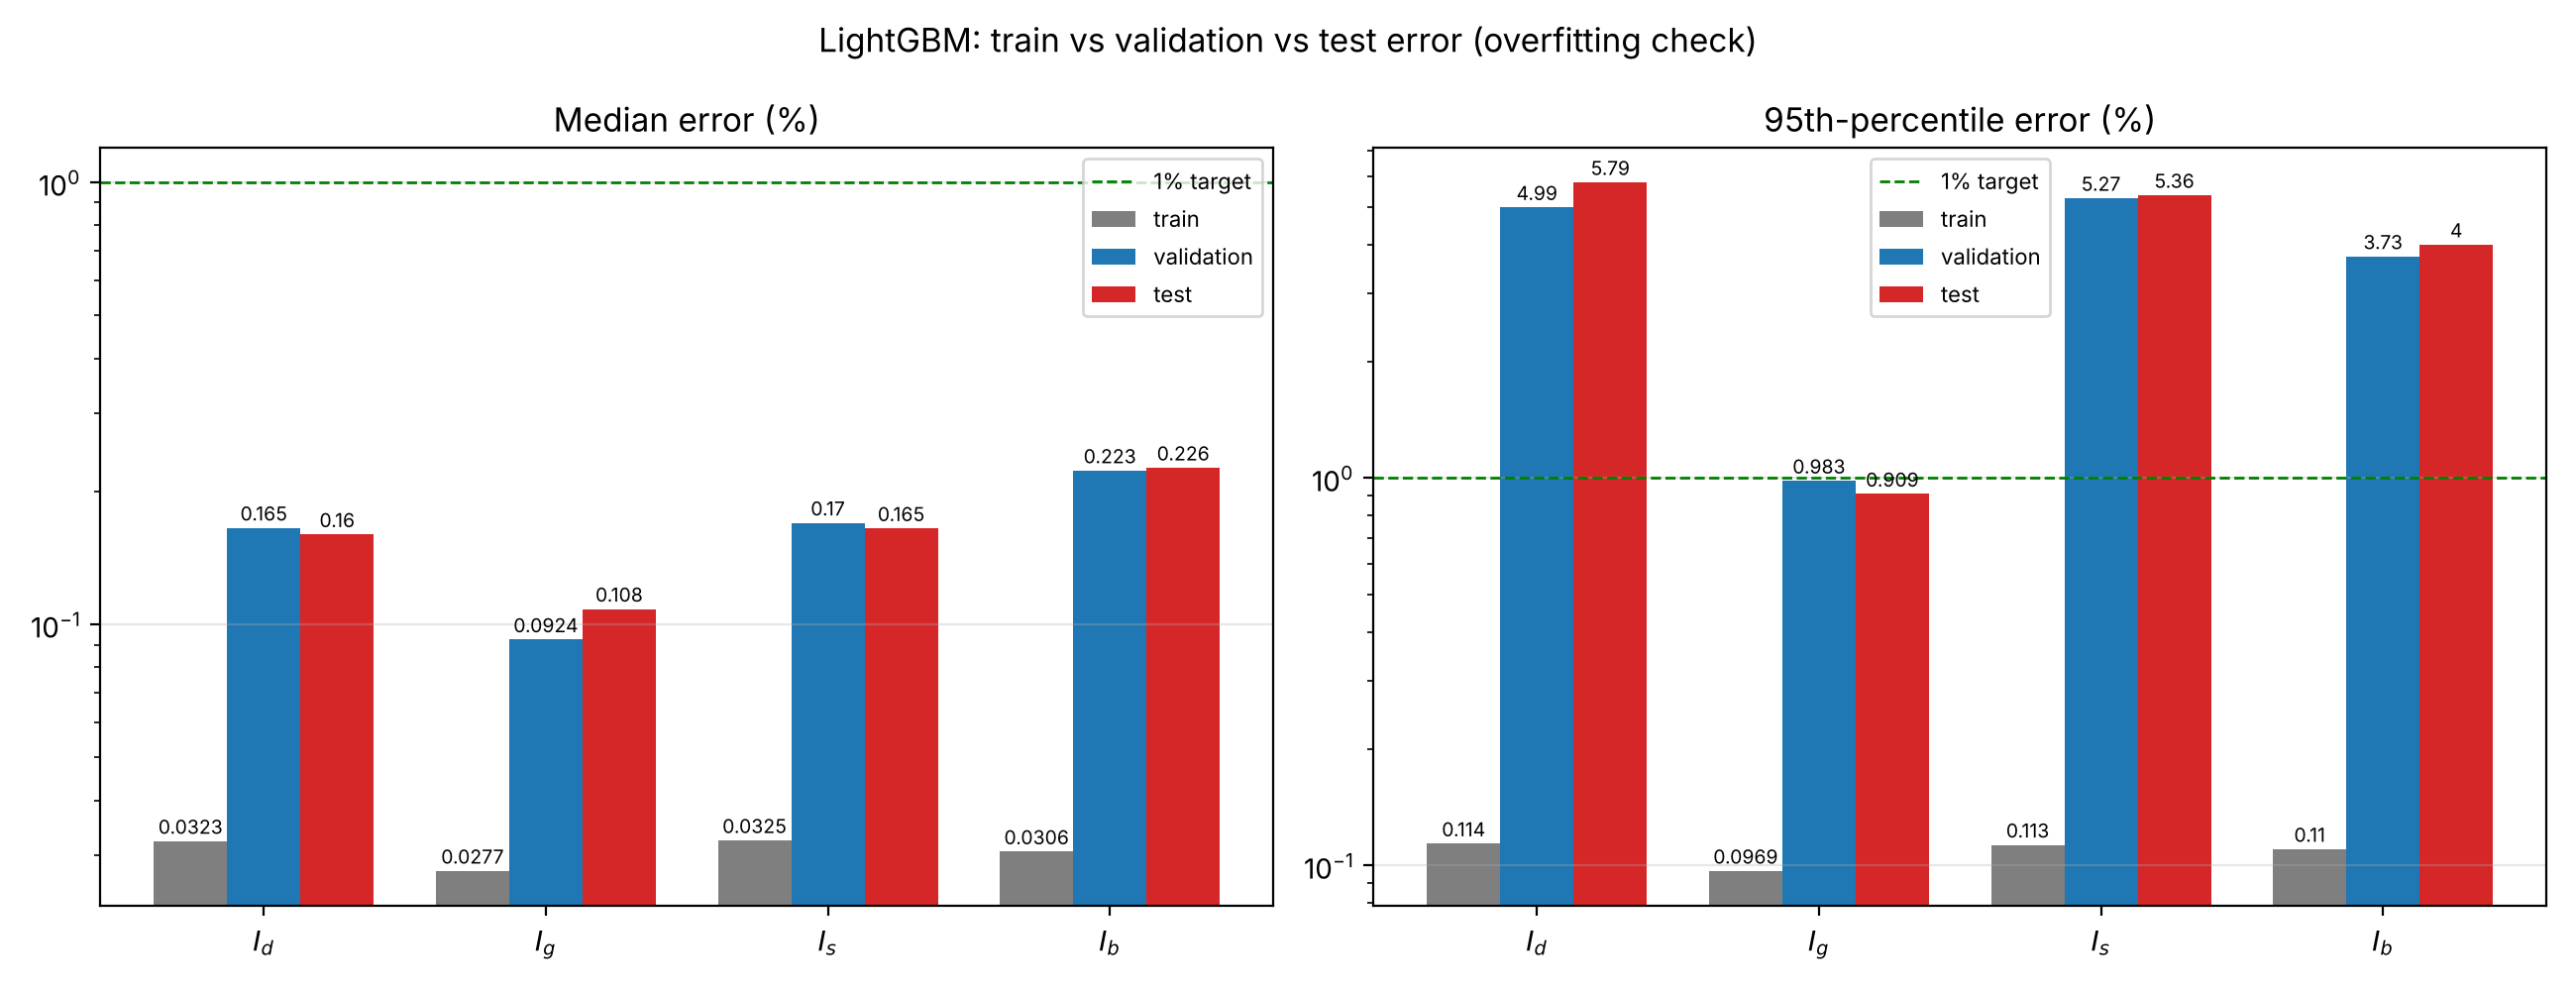 LightGBM: train vs validation vs test error (overfitting check)
Median error (%)
10⁰
10⁻¹
1% target
train
validation
test
0.0323
0.165
0.16
0.0277
0.0924
0.108
0.0325
0.17
0.165
0.0306
0.223
0.226
I_d
I_g
I_s
I_b
95th-percentile error (%)
10⁰
10⁻¹
1% target
train
validation
test
0.114
4.99
5.79
0.0969
0.983
0.909
0.113
5.27
5.36
0.11
3.73
4
I_d
I_g
I_s
I_b